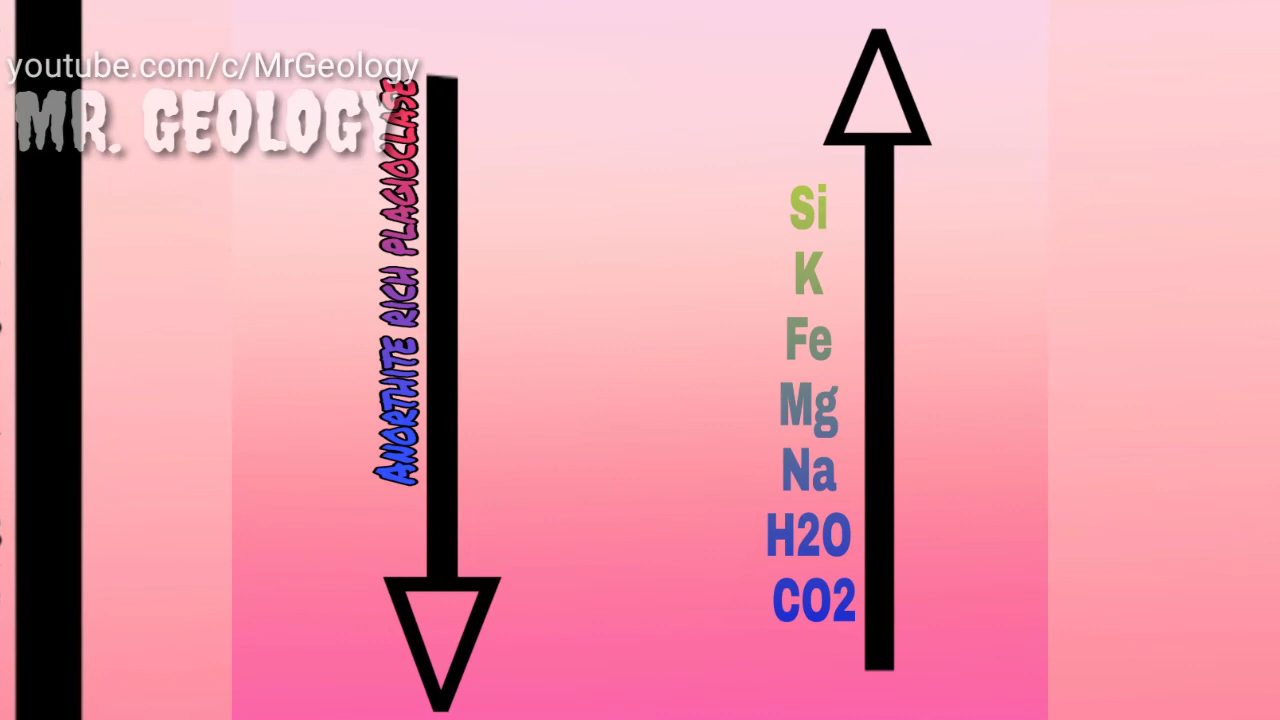 youtube.com/c/MrGeology
MR. GEOLOGY
ANORTHITE RICH PLAGIOCLASE
Si
K
Fe
Mg
Na
H2O
CO2